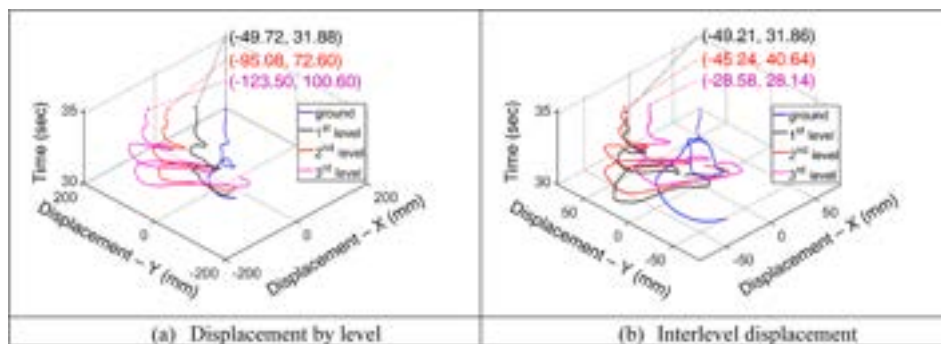 (-49.72, 31.88)
(-95.08, 72.60)
(-123.50, 100.60)
ground
1st level
2nd level
3rd level
35
30
Time (sec)
200
0
-200
Displacement – Y (mm)
-200
0
200
Displacement – X (mm)
(a) Displacement by level
(-49.21, 31.86)
(-45.24, 40.64)
(-28.58, 28.14)
ground
1st level
2nd level
3rd level
35
30
Time (sec)
50
0
-50
Displacement – Y (mm)
-50
0
50
Displacement – X (mm)
(b) Interlevel displacement